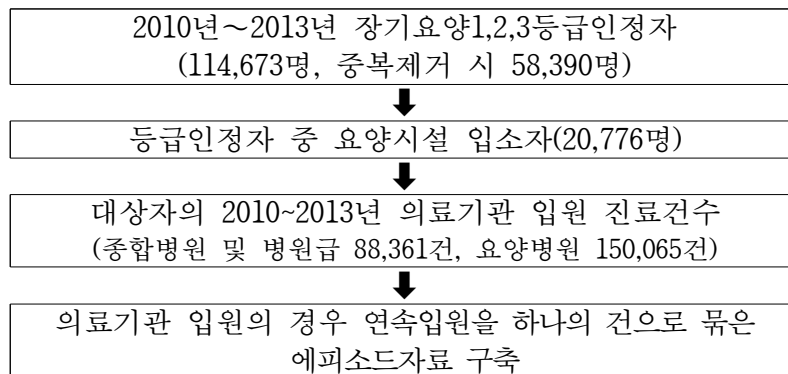 2010년～2013년 장기요양1,2,3등급인정자
(114,673명, 중복제거 시 58,390명)
등급인정자 중 요양시설 입소자(20,776명)
대상자의 2010~2013년 의료기관 입원 진료건수
(종합병원 및 병원급 88,361건, 요양병원 150,065건)
의료기관 입원의 경우 연속입원을 하나의 건으로 묶은
에피소드자료 구축